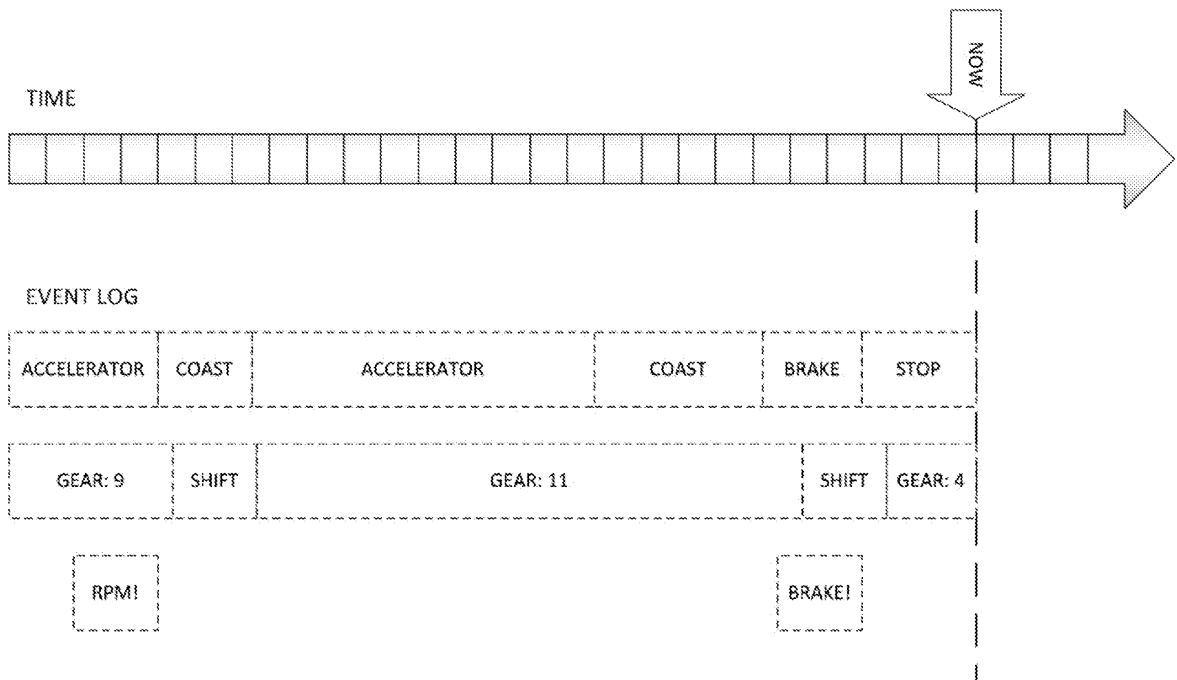 NOW
TIME
EVENT LOG
ACCELERATOR COAST ACCELERATOR COAST BRAKE STOP
GEAR: 9 SHIFT GEAR: 11 SHIFT GEAR: 4
RPM! BRAKE!